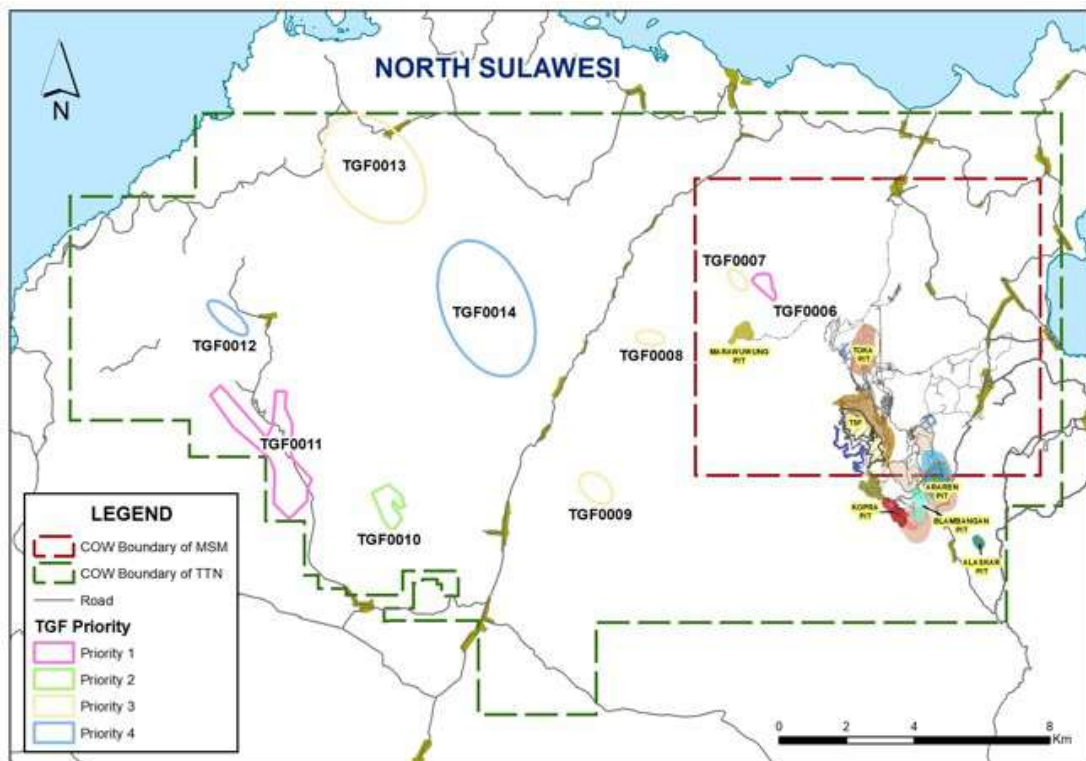 NORTH SULAWESI
N
TGF0013
TGF0007
TGF0014
TGF0006
TGF0012
TGF0008
MARAWUWUNG
PIT
TOKA
PIT
TSF
TGF0011
ARAREN
PIT
TGF0009
KOPRA
PIT
BLAMBANGAN
PIT
TGF0010
ALASKAR
PIT
LEGEND
COW Boundary of MSM
COW Boundary of TTN
Road
TGF Priority
Priority 1
Priority 2
Priority 3
Priority 4
0 2 4 6 8
Km